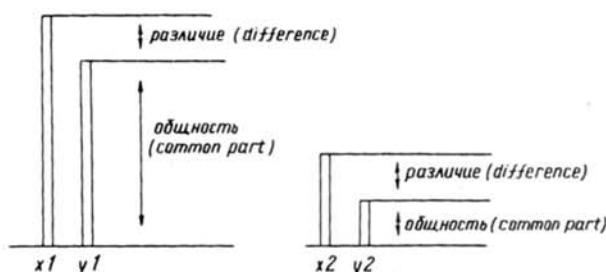 различие (difference)
общность
(common part)
x1 y1
различие (difference)
общность (common part)
x2 y2